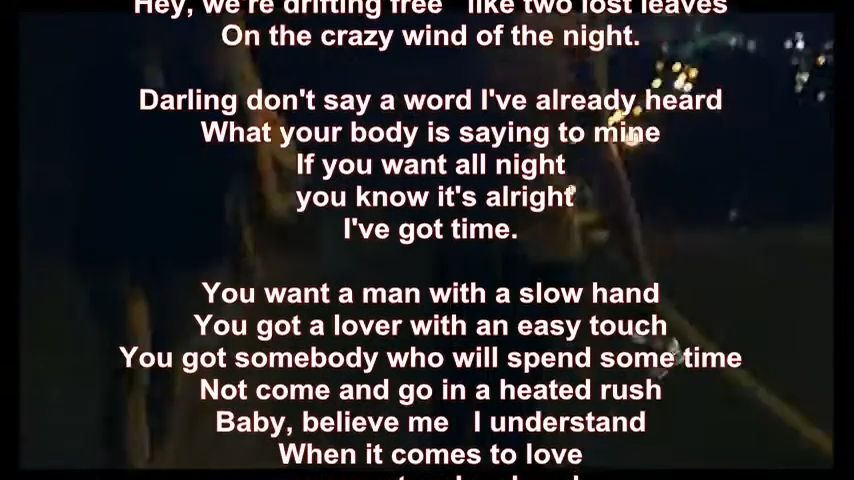 Hey, we're drifting free like two lost leaves
On the crazy wind of the night.
Darling don't say a word I've already heard
What your body is saying to mine
If you want all night
you know it's alright
I've got time.
You want a man with a slow hand
You got a lover with an easy touch
You got somebody who will spend some time
Not come and go in a heated rush
Baby, believe me I understand
When it comes to love